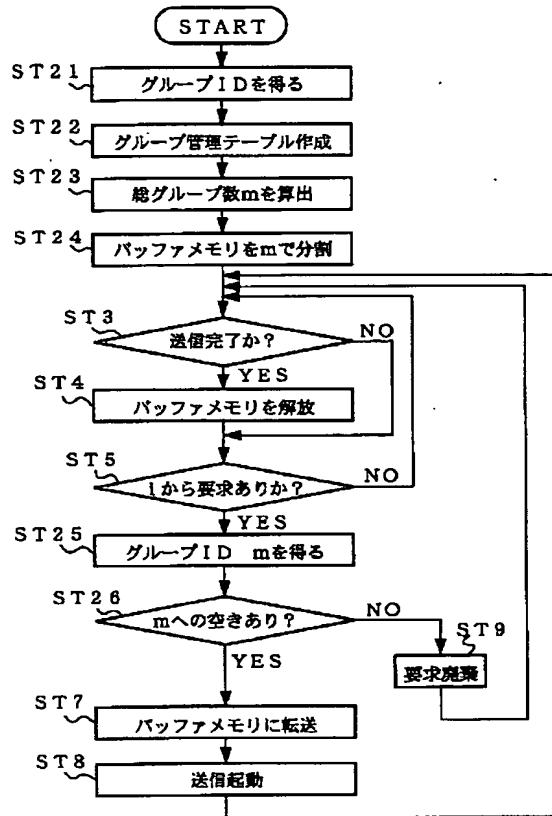 START
ST21
グループIDを得る
ST22
グループ管理テーブル作成
ST23
総グループ数mを算出
ST24
バッファメモリをmで分割
ST3
送信完了か?
NO
YES
ST4
バッファメモリを解放
ST5
iから要求ありか?
NO
YES
ST25
グループID mを得る
ST26
mへの空きあり?
NO
ST9
YES
要求廃棄
ST7
バッファメモリに転送
ST8
送信起動